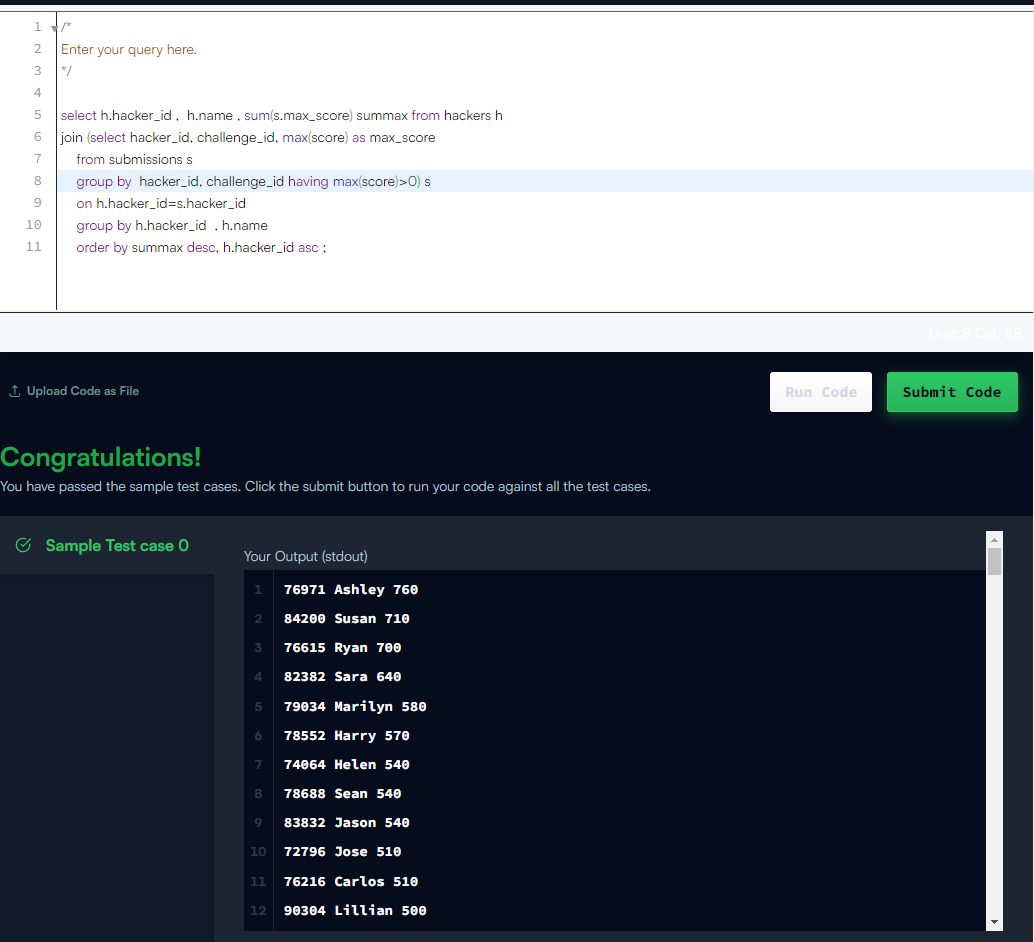 1 /*
2 Enter your query here.
3 */
4
5 select h.hacker_id ,  h.name , sum(s.max_score) summax from hackers h
6 join (select hacker_id, challenge_id, max(score) as max_score
7     from submissions s
8     group by  hacker_id, challenge_id having max(score)>0) s
9     on h.hacker_id=s.hacker_id
10     group by h.hacker_id  , h.name
11     order by summax desc, h.hacker_id asc ;
Line: 8 Col: 58
Upload Code as File
Run Code
Submit Code
Congratulations!
You have passed the sample test cases. Click the submit button to run your code against all the test cases.
Sample Test case 0
Your Output (stdout)
1 76971 Ashley 760
2 84200 Susan 710
3 76615 Ryan 700
4 82382 Sara 640
5 79034 Marilyn 580
6 78552 Harry 570
7 74064 Helen 540
8 78688 Sean 540
9 83832 Jason 540
10 72796 Jose 510
11 76216 Carlos 510
12 90304 Lillian 500